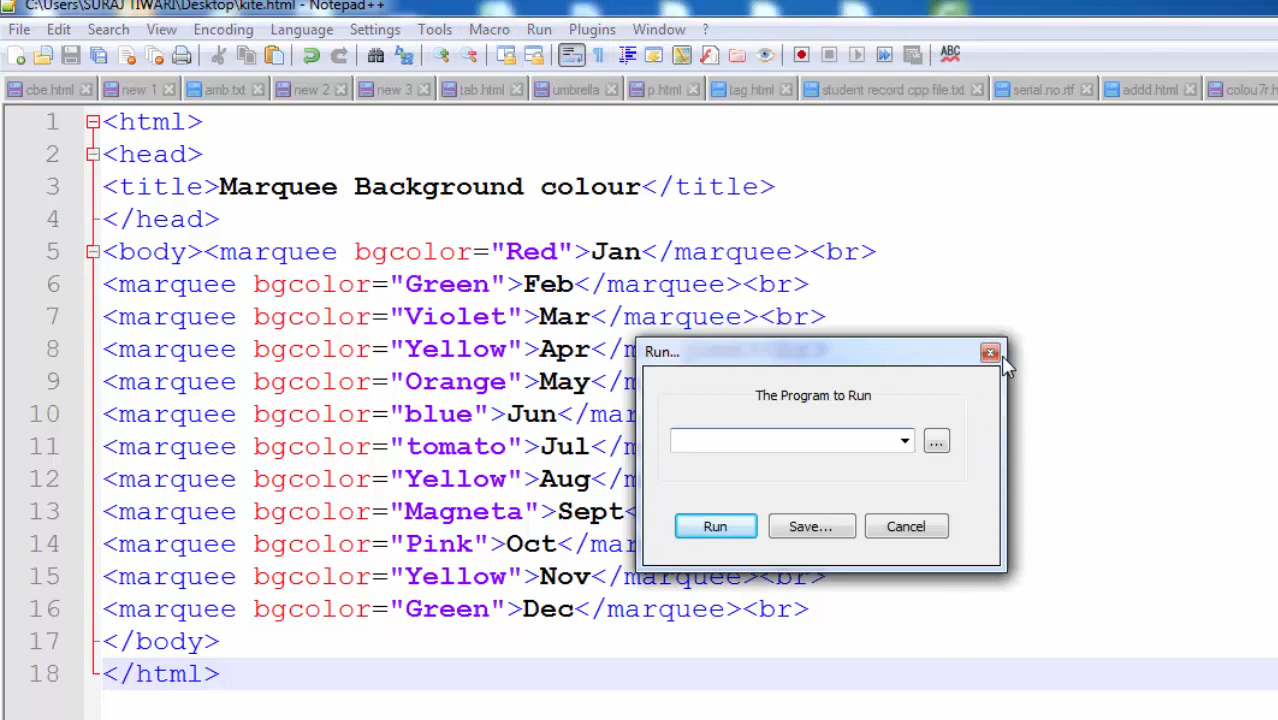 C:\Users\SURAJ TIWARI\Desktop\kite.html - Notepad++
File Edit Search View Encoding Language Settings Tools Macro Run Plugins Window ?
ABC
cbe.html new 1 amb.txt new 2 new 3 tab.html umbrella p.html tag.html student record cpp file.txt serial.no.rtf addd.html colou7r.h
1 <html>
2 <head>
3 <title>Marquee Background colour</title>
4 </head>
5 <body><marquee bgcolor="Red">Jan</marquee><br>
6 <marquee bgcolor="Green">Feb</marquee><br>
7 <marquee bgcolor="Violet">Mar</marquee><br>
8 <marquee bgcolor="Yellow">Apr</m
9 <marquee bgcolor="Orange">May</m
10 <marquee bgcolor="blue">Jun</mar
11 <marquee bgcolor="tomato">Jul</m
12 <marquee bgcolor="Yellow">Aug</m
13 <marquee bgcolor="Magneta">Sept<
14 <marquee bgcolor="Pink">Oct</mar
15 <marquee bgcolor="Yellow">Nov</marquee><br>
16 <marquee bgcolor="Green">Dec</marquee><br>
17 </body>
18 </html>
Run...
The Program to Run
...
Run Save... Cancel